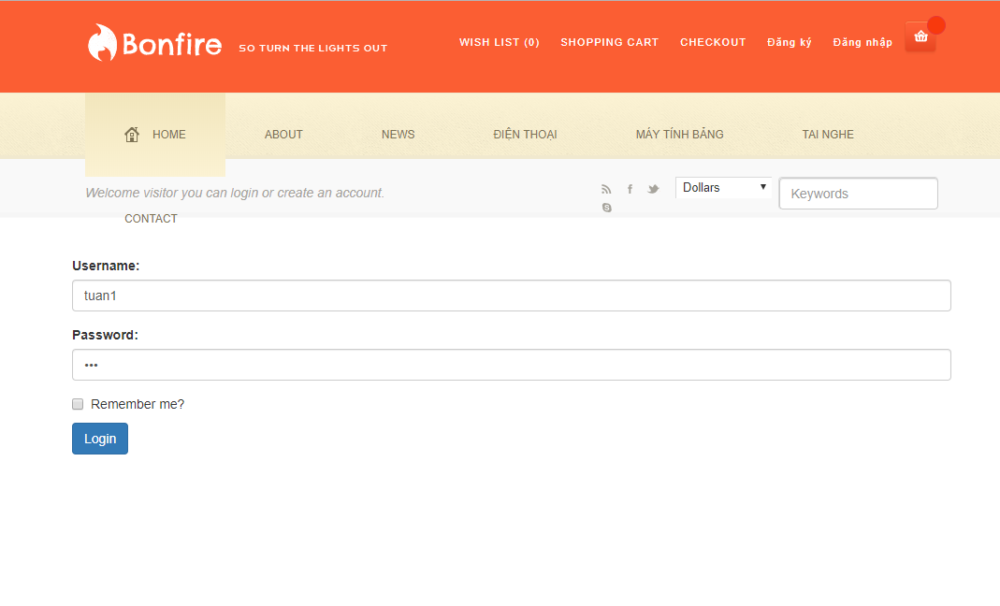 Bonfire SO TURN THE LIGHTS OUT WISH LIST (0) SHOPPING CART CHECKOUT Đăng ký Đăng nhập
HOME ABOUT NEWS ĐIỆN THOẠI MÁY TÍNH BẢNG TAI NGHE
Welcome visitor you can login or create an account. Dollars Keywords
CONTACT
Username:
tuan1
Password:
•••
Remember me?
Login